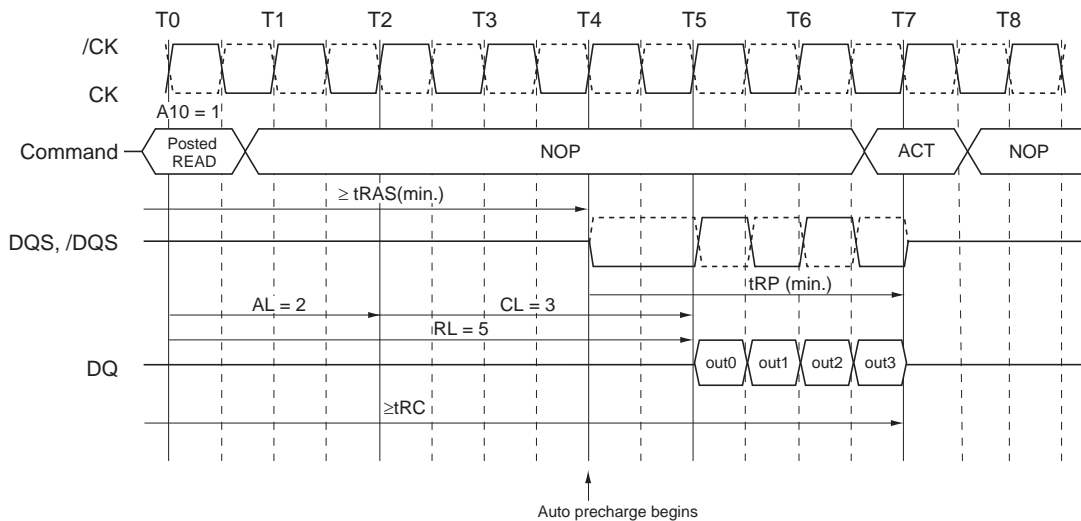 T0 T1 T2 T3 T4 T5 T6 T7 T8
/CK
CK
A10 = 1
Command
Posted
READ
NOP
ACT
NOP
≥ tRAS(min.)
DQS, /DQS
tRP (min.)
AL = 2
CL = 3
RL = 5
DQ
out0 out1 out2 out3
≥tRC
Auto precharge begins